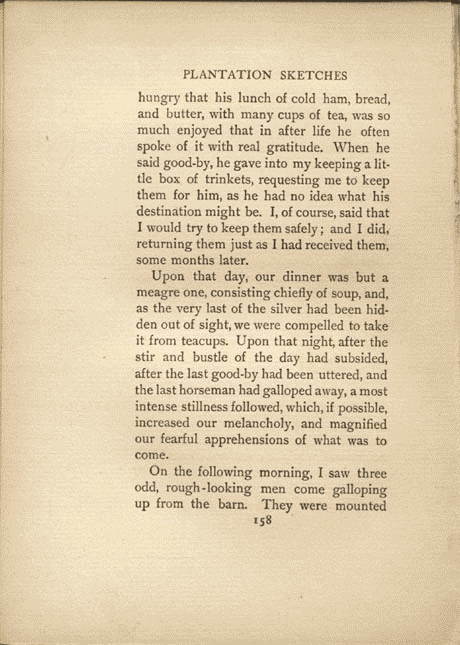 PLANTATION SKETCHES
hungry that his lunch of cold ham, bread,
and butter, with many cups of tea, was so
much enjoyed that in after life he often
spoke of it with real gratitude. When he
said good-by, he gave into my keeping a lit-
tle box of trinkets, requesting me to keep
them for him, as he had no idea what his
destination might be. I, of course, said that
I would try to keep them safely; and I did,
returning them just as I had received them,
some months later.
Upon that day, our dinner was but a
meagre one, consisting chiefly of soup, and,
as the very last of the silver had been hid-
den out of sight, we were compelled to take
it from teacups. Upon that night, after the
stir and bustle of the day had subsided,
after the last good-by had been uttered, and
the last horseman had galloped away, a most
intense stillness followed, which, if possible,
increased our melancholy, and magnified
our fearful apprehensions of what was to
come.
On the following morning, I saw three
odd, rough-looking men come galloping
up from the barn. They were mounted
158